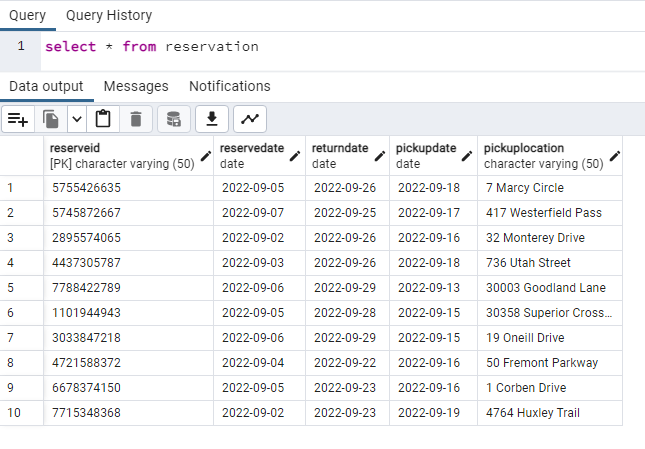 Query Query History
1 select * from reservation
Data output Messages Notifications
reserveid reservedate returndate pickupdate pickuplocation
[PK] character varying (50) date date date character varying (50)
1 5755426635 2022-09-05 2022-09-26 2022-09-18 7 Marcy Circle
2 5745872667 2022-09-07 2022-09-25 2022-09-17 417 Westerfield Pass
3 2895574065 2022-09-02 2022-09-26 2022-09-16 32 Monterey Drive
4 4437305787 2022-09-03 2022-09-26 2022-09-18 736 Utah Street
5 7788422789 2022-09-06 2022-09-29 2022-09-13 30003 Goodland Lane
6 1101944943 2022-09-05 2022-09-28 2022-09-15 30358 Superior Cross...
7 3033847218 2022-09-06 2022-09-29 2022-09-15 19 Oneill Drive
8 4721588372 2022-09-04 2022-09-22 2022-09-16 50 Fremont Parkway
9 6678374150 2022-09-05 2022-09-23 2022-09-16 1 Corben Drive
10 7715348368 2022-09-02 2022-09-23 2022-09-19 4764 Huxley Trail